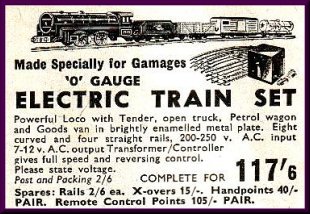 Made Specially for Gamages
'O' GAUGE
ELECTRIC TRAIN SET
Powerful Loco with Tender, open truck, Petrol wagon
and Goods van in brightly enamelled metal plate. Eight
curved and four straight rails, 200-250 v. A.C. input
7-12 v. A.C. output Transformer/Controller
gives full speed and reversing control.
Please state voltage.
Post and Packing 2/6 COMPLETE FOR 117'6
Spares: Rails 2/6 ea. X-overs 15/-. Handpoints 40/-
PAIR. Remote Control Points 105/- PAIR.